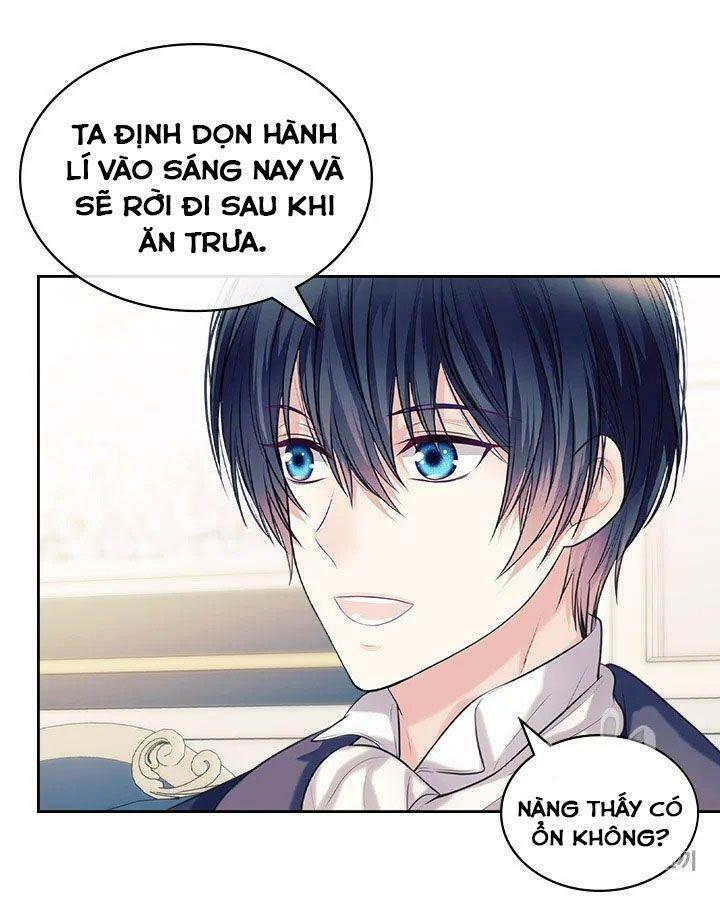 TA ĐỊNH DỌN HÀNH
LÍ VÀO SÁNG NAY VÀ
SẼ RỜI ĐI SAU KHI
ĂN TRƯA.
NÀNG THẤY CÓ
ỔN KHÔNG?